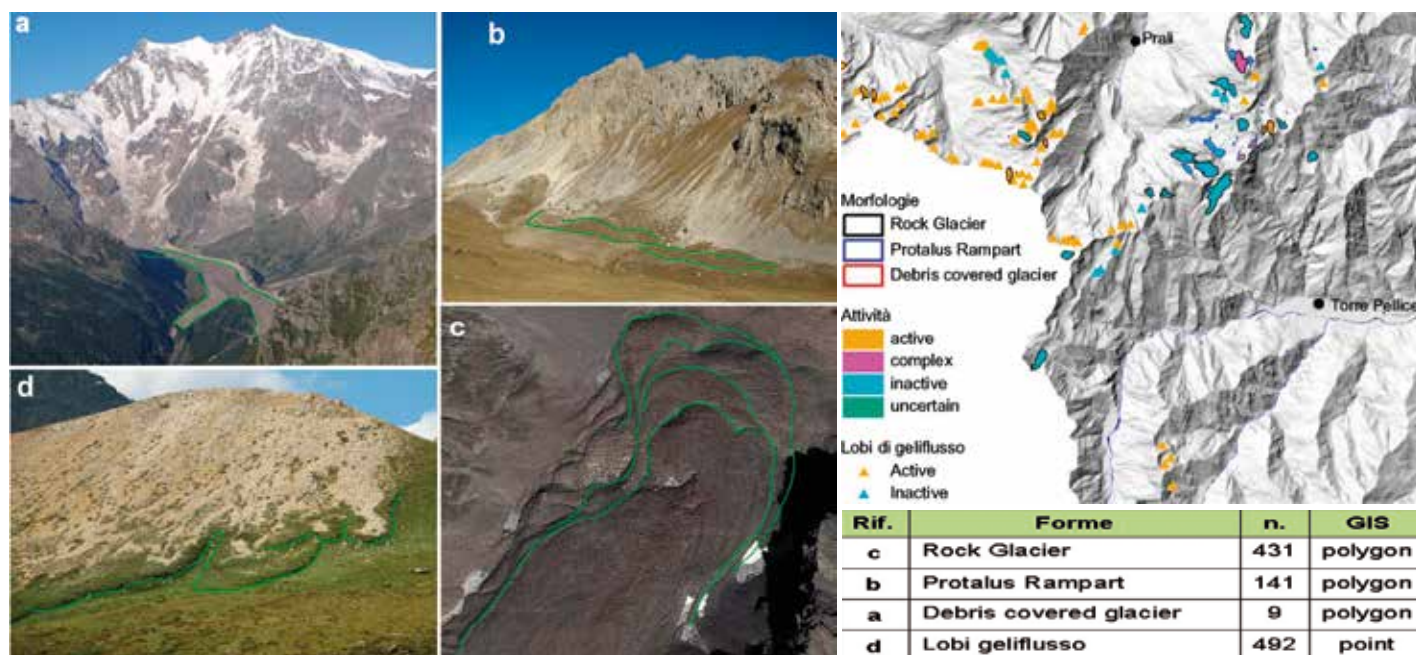 a
b
c
d
Prali
Torre Pellice
Morfologie
Rock Glacier
Protalus Rampart
Debris covered glacier
Attività
active
complex
inactive
uncertain
Lobi di geliflusso
Active
Inactive
Rif. Forme n. GIS
c Rock Glacier 431 polygon
b Protalus Rampart 141 polygon
a Debris covered glacier 9 polygon
d Lobi geliflusso 492 point